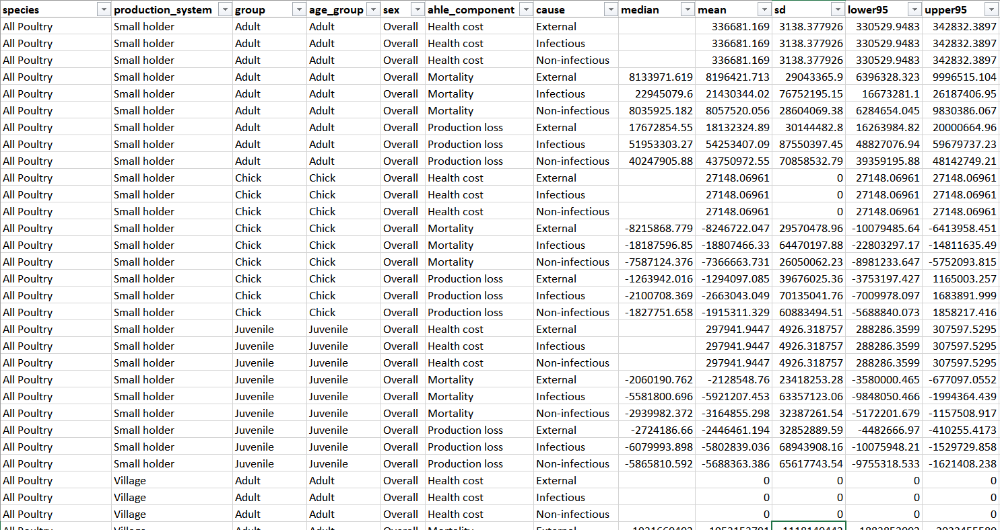 species production_system group age_group sex ahle_component cause median mean sd lower95 upper95
All Poultry Small holder Adult Adult Overall Health cost External 336681.169 3138.377926 330529.9483 342832.3897
All Poultry Small holder Adult Adult Overall Health cost Infectious 336681.169 3138.377926 330529.9483 342832.3897
All Poultry Small holder Adult Adult Overall Health cost Non-infectious 336681.169 3138.377926 330529.9483 342832.3897
All Poultry Small holder Adult Adult Overall Mortality External 8133971.619 8196421.713 29043365.9 6396328.323 9996515.104
All Poultry Small holder Adult Adult Overall Mortality Infectious 22945079.6 21430344.02 76752195.15 16673281.1 26187406.95
All Poultry Small holder Adult Adult Overall Mortality Non-infectious 8035925.182 8057520.056 28604069.38 6284654.045 9830386.067
All Poultry Small holder Adult Adult Overall Production loss External 17672854.55 18132324.89 30144482.8 16263984.82 20000664.96
All Poultry Small holder Adult Adult Overall Production loss Infectious 51953303.27 54253407.09 87550397.45 48827076.94 59679737.23
All Poultry Small holder Adult Adult Overall Production loss Non-infectious 40247905.88 43750972.55 70858532.79 39359195.88 48142749.21
All Poultry Small holder Chick Chick Overall Health cost External 27148.06961 0 27148.06961 27148.06961
All Poultry Small holder Chick Chick Overall Health cost Infectious 27148.06961 0 27148.06961 27148.06961
All Poultry Small holder Chick Chick Overall Health cost Non-infectious 27148.06961 0 27148.06961 27148.06961
All Poultry Small holder Chick Chick Overall Mortality External -8215868.779 -8246722.047 29570478.96 -10079485.64 -6413958.451
All Poultry Small holder Chick Chick Overall Mortality Infectious -18187596.85 -18807466.33 64470197.88 -22803297.17 -14811635.49
All Poultry Small holder Chick Chick Overall Mortality Non-infectious -7587124.376 -7366663.731 26050062.23 -8981233.647 -5752093.815
All Poultry Small holder Chick Chick Overall Production loss External -1263942.016 -1294097.085 39676025.36 -3753197.427 1165003.257
All Poultry Small holder Chick Chick Overall Production loss Infectious -2100708.369 -2663043.049 70135041.76 -7009978.097 1683891.999
All Poultry Small holder Chick Chick Overall Production loss Non-infectious -1827751.658 -1915311.329 60883494.51 -5688840.073 1858217.416
All Poultry Small holder Juvenile Juvenile Overall Health cost External 297941.9447 4926.318757 288286.3599 307597.5295
All Poultry Small holder Juvenile Juvenile Overall Health cost Infectious 297941.9447 4926.318757 288286.3599 307597.5295
All Poultry Small holder Juvenile Juvenile Overall Health cost Non-infectious 297941.9447 4926.318757 288286.3599 307597.5295
All Poultry Small holder Juvenile Juvenile Overall Mortality External -2060190.762 -2128548.76 23418253.28 -3580000.465 -677097.0552
All Poultry Small holder Juvenile Juvenile Overall Mortality Infectious -5581800.696 -5921207.453 63357123.06 -9848050.466 -1994364.439
All Poultry Small holder Juvenile Juvenile Overall Mortality Non-infectious -2939982.372 -3164855.298 32387261.54 -5172201.679 -1157508.917
All Poultry Small holder Juvenile Juvenile Overall Production loss External -2724186.66 -2446461.194 32852889.59 -4482666.97 -410255.4173
All Poultry Small holder Juvenile Juvenile Overall Production loss Infectious -6079993.898 -5802839.036 68943908.16 -10075948.21 -1529729.858
All Poultry Small holder Juvenile Juvenile Overall Production loss Non-infectious -5865810.592 -5688363.386 65617743.54 -9755318.533 -1621408.238
All Poultry Village Adult Adult Overall Health cost External 0 0 0 0
All Poultry Village Adult Adult Overall Health cost Infectious 0 0 0 0
All Poultry Village Adult Adult Overall Health cost Non-infectious 0 0 0 0
All Poultry Village Adult Adult Overall Mortality External